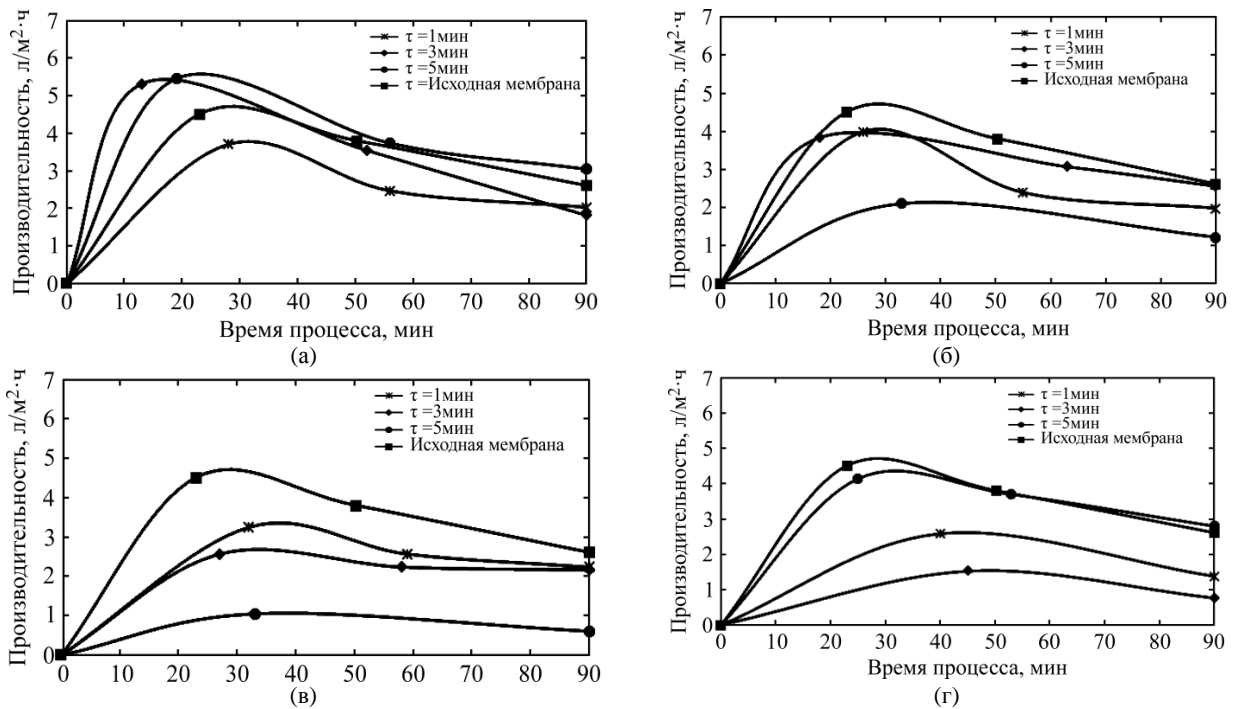 Производительность, л/м²·ч
7
6
5
4
3
2
1
0
0 10 20 30 40 50 60 70 80 90
τ =1мин
τ =3мин
τ =5мин
τ =Исходная мембрана
Время процесса, мин
(а)
Производительность, л/м²·ч
7
6
5
4
3
2
1
0
0 10 20 30 40 50 60 70 80 90
τ =1мин
τ =3мин
τ =5мин
Исходная мембрана
Время процесса, мин
(б)
Производительность, л/м²·ч
7
6
5
4
3
2
1
0
0 10 20 30 40 50 60 70 80 90
τ =1мин
τ =3мин
τ =5мин
Исходная мембрана
(в)
Производительность, л/м²·ч
7
6
5
4
3
2
1
0
0 10 20 30 40 50 60 70 80 90
τ =1мин
τ =3мин
τ =5мин
Исходная мембрана
Время процесса, мин
(г)